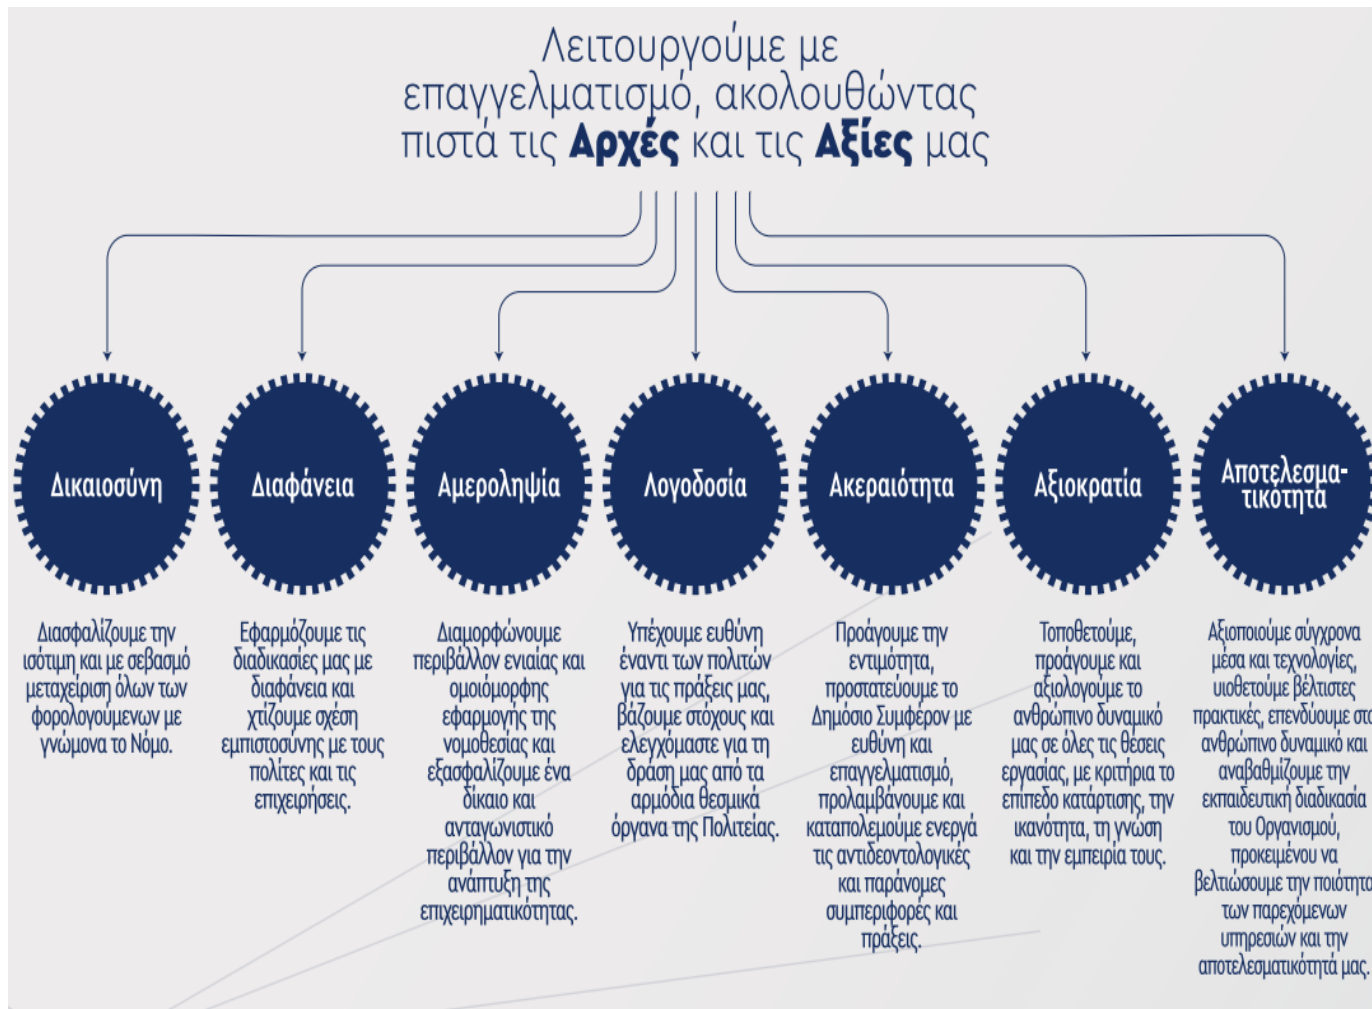 Λειτουργούμε με
επαγγελματισμό, ακολουθώντας
πιστά τις Αρχές και τις Αξίες μας
Δικαιοσύνη
Διασφαλίζουμε την
ισότιμη και με σεβασμό
μεταχείριση όλων των
φορολογούμενων με
γνώμονα το Νόμο.
Διαφάνεια
Εφαρμόζουμε τις
διαδικασίες μας με
διαφάνεια και
χτίζουμε σχέση
εμπιστοσύνης με τους
πολίτες και τις
επιχειρήσεις.
Αμεροληψία
Διαμορφώνουμε
περιβάλλον ενιαίας και
ομοιόμορφης
εφαρμογής της
νομοθεσίας και
εξασφαλίζουμε ένα
δίκαιο και
ανταγωνιστικό
περιβάλλον για την
ανάπτυξη της
επιχειρηματικότητας.
Λογοδοσία
Υπέχουμε ευθύνη
έναντι των πολιτών
για τις πράξεις μας,
βάζουμε στόχους και
ελεγχόμαστε για τη
δράση μας από τα
αρμόδια θεσμικά
όργανα της Πολιτείας.
Ακεραιότητα
Προάγουμε την
εντιμότητα,
προστατεύουμε το
Δημόσιο Συμφέρον με
ευθύνη και
επαγγελματισμό,
προλαμβάνουμε και
καταπολεμούμε ενεργά
τις αντιδεοντολογικές
και παράνομες
συμπεριφορές και
πράξεις.
Αξιοκρατία
Τοποθετούμε,
προάγουμε και
αξιολογούμε το
ανθρώπινο δυναμικό
μας σε όλες τις θέσεις
εργασίας, με κριτήρια το
επίπεδο κατάρτισης, την
ικανότητα, τη γνώση
και την εμπειρία τους.
Αποτελεσμα-
τικότητα
Αξιοποιούμε σύγχρονα
μέσα και τεχνολογίες,
υιοθετούμε βέλτιστες
πρακτικές, επενδύουμε στο
ανθρώπινο δυναμικό και
αναβαθμίζουμε την
εκπαιδευτική διαδικασία
του Οργανισμού,
προκειμένου να
βελτιώσουμε την ποιότητα
των παρεχόμενων
υπηρεσιών και την
αποτελεσματικότητά μας.